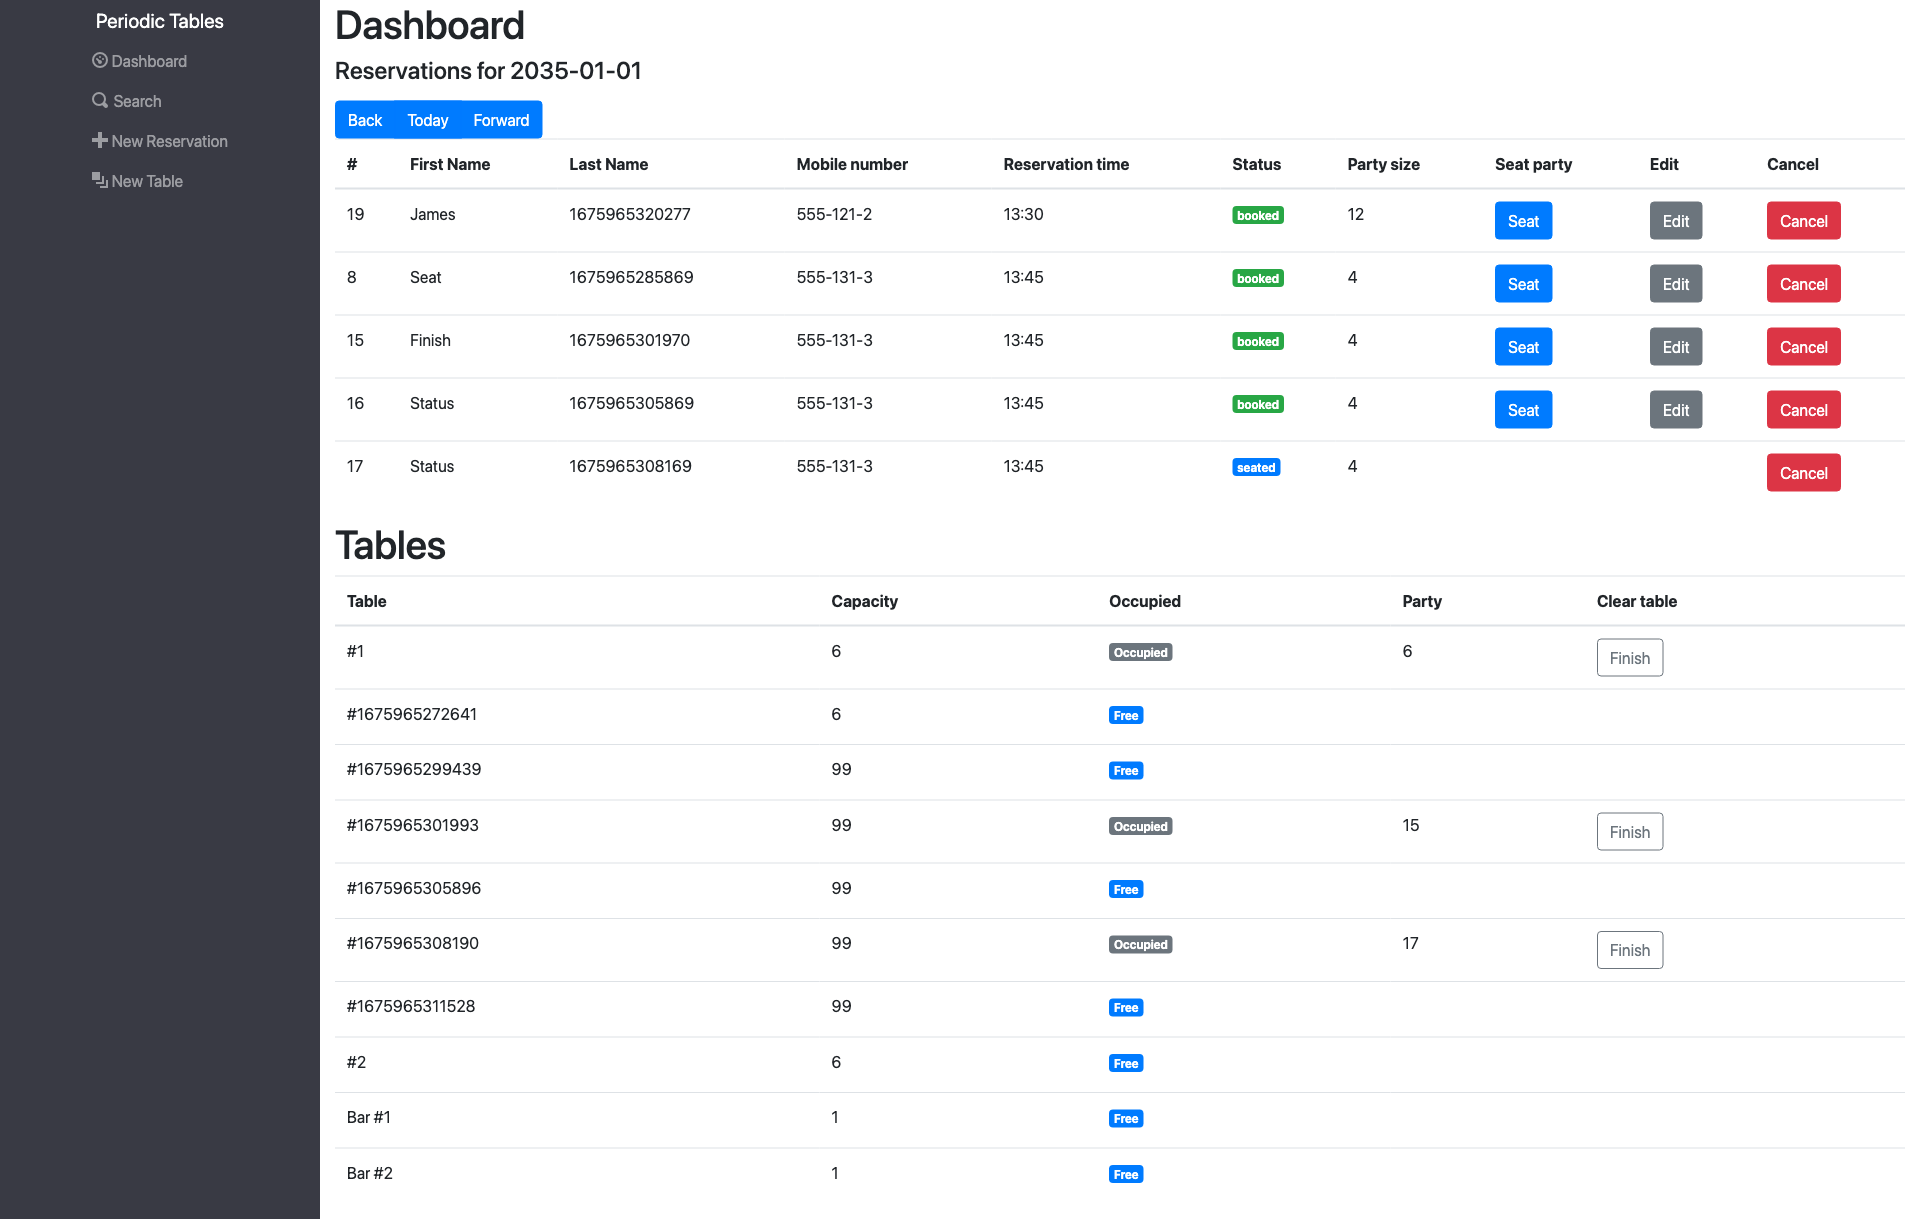 Periodic Tables
Dashboard
Search
New Reservation
New Table
Dashboard
Reservations for 2035-01-01
Back Today Forward
# First Name Last Name Mobile number Reservation time Status Party size Seat party Edit Cancel
19 James 1675965320277 555-121-2 13:30 booked 12 Seat Edit Cancel
8 Seat 1675965285869 555-131-3 13:45 booked 4 Seat Edit Cancel
15 Finish 1675965301970 555-131-3 13:45 booked 4 Seat Edit Cancel
16 Status 1675965305869 555-131-3 13:45 booked 4 Seat Edit Cancel
17 Status 1675965308169 555-131-3 13:45 seated 4 Cancel
Tables
Table Capacity Occupied Party Clear table
#1 6 Occupied 6 Finish
#1675965272641 6 Free
#1675965299439 99 Free
#1675965301993 99 Occupied 15 Finish
#1675965305896 99 Free
#1675965308190 99 Occupied 17 Finish
#1675965311528 99 Free
#2 6 Free
Bar #1 1 Free
Bar #2 1 Free